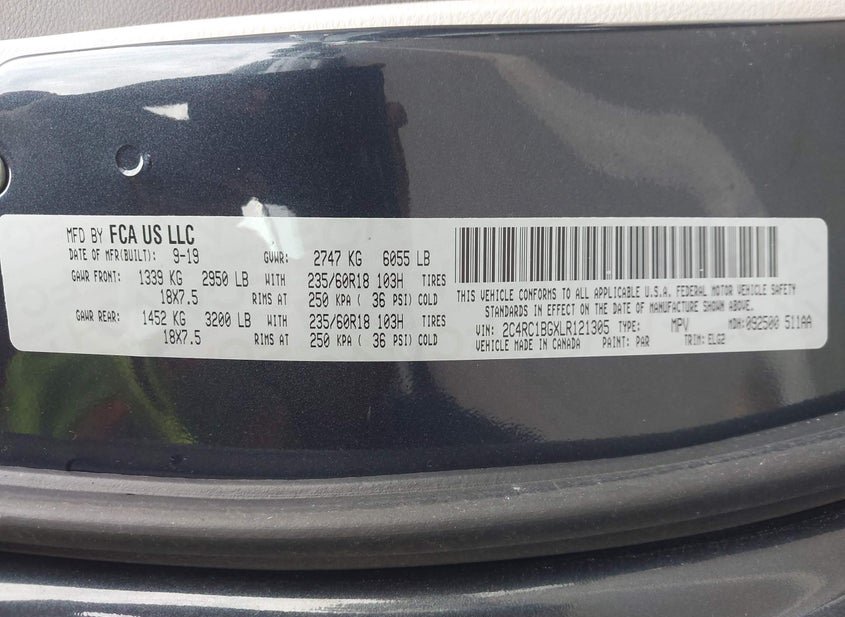 MFD BY FCA US LLC
DATE OF MFR(BUILT): 9-19 GVWR: 2747 KG 6055 LB
GAWR FRONT: 1339 KG 2950 LB WITH 235/60R18 103H TIRES
18X7.5 RIMS AT 250 KPA ( 36 PSI) COLD
GAWR REAR: 1452 KG 3200 LB WITH 235/60R18 103H TIRES
18X7.5 RIMS AT 250 KPA ( 36 PSI) COLD
THIS VEHICLE CONFORMS TO ALL APPLICABLE U.S.A. FEDERAL MOTOR VEHICLE SAFETY
STANDARDS IN EFFECT ON THE DATE OF MANUFACTURE SHOWN ABOVE.
VIN: 2C4RC1BGXLR121305 TYPE: MPV MDH: 092500 511AA
VEHICLE MADE IN CANADA PAINT: PAR TRIM: ELG2